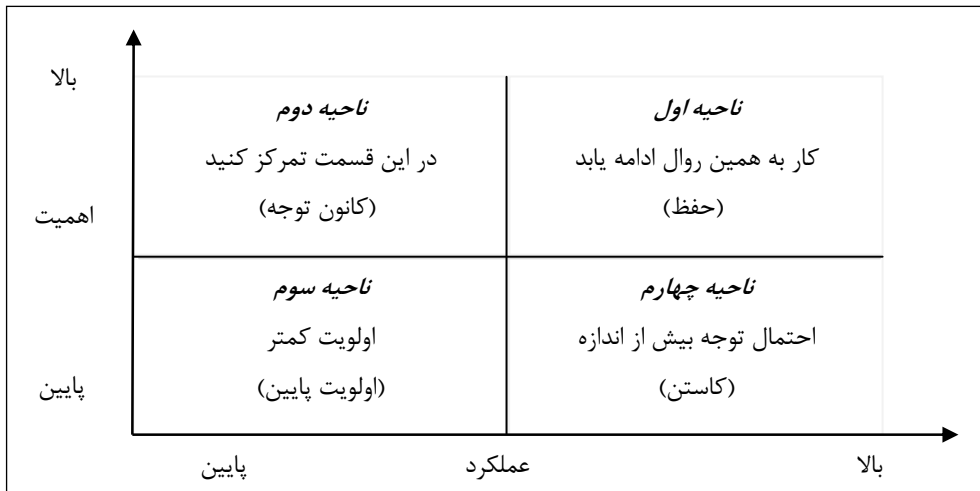 بالا
ناحیه اول
ناحیه دوم
کار به همین روال ادامه یابد
در این قسمت تمرکز کنید
(حفظ)
(کانون توجه)
اهمیت
ناحیه چهارم
ناحیه سوم
احتمال توجه بیش از اندازه
اولویت کمتر
(کاستن)
(اولویت پایین)
پایین
بالا
عملکرد
پایین